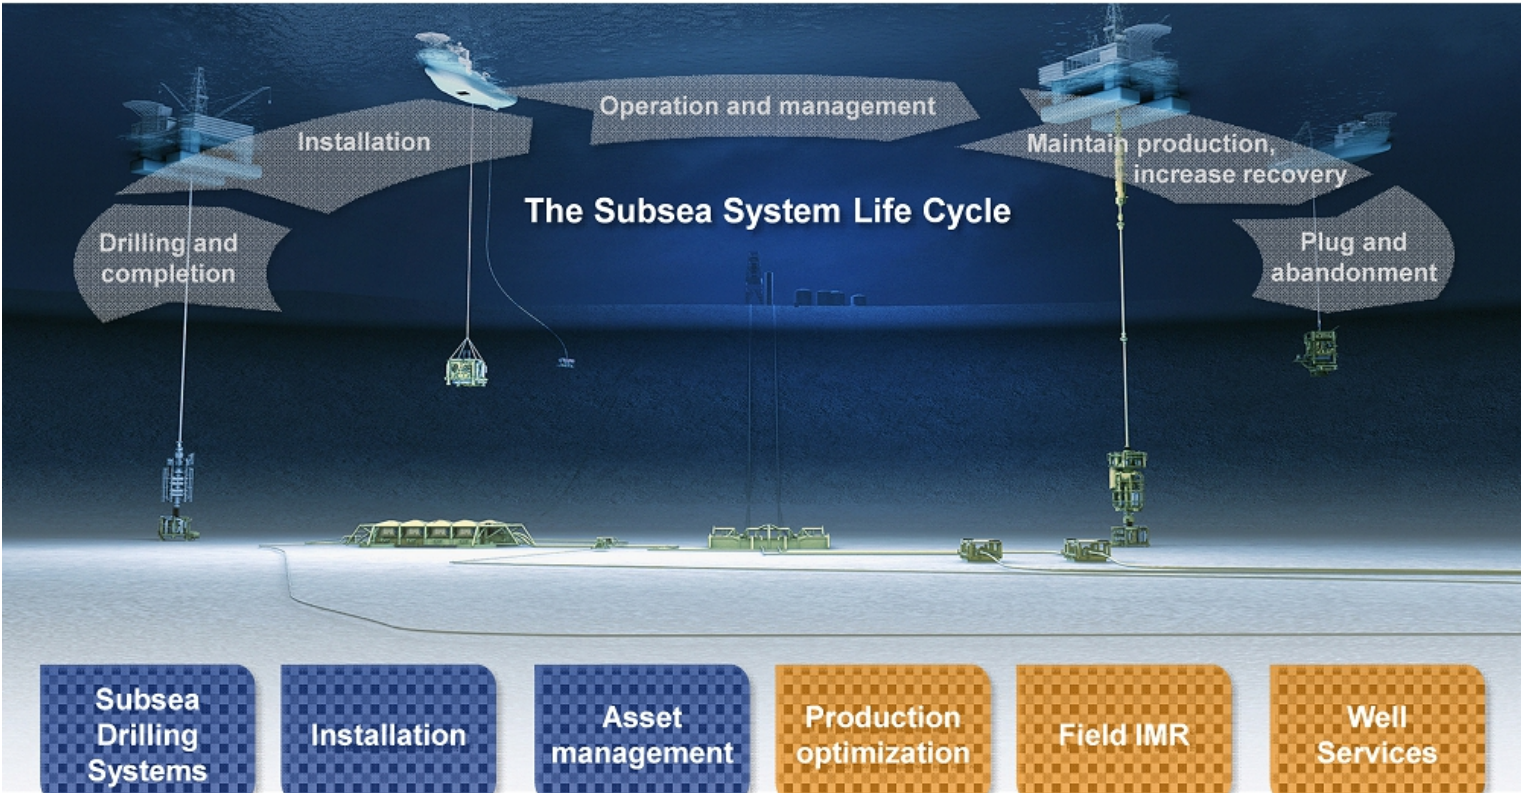 Operation and management
Installation
Maintain production,
increase recovery
The Subsea System Life Cycle
Drilling and
completion
Plug and
abandonment
Subsea
Drilling
Systems
Installation
Asset
management
Production
optimization
Field IMR
Well
Services